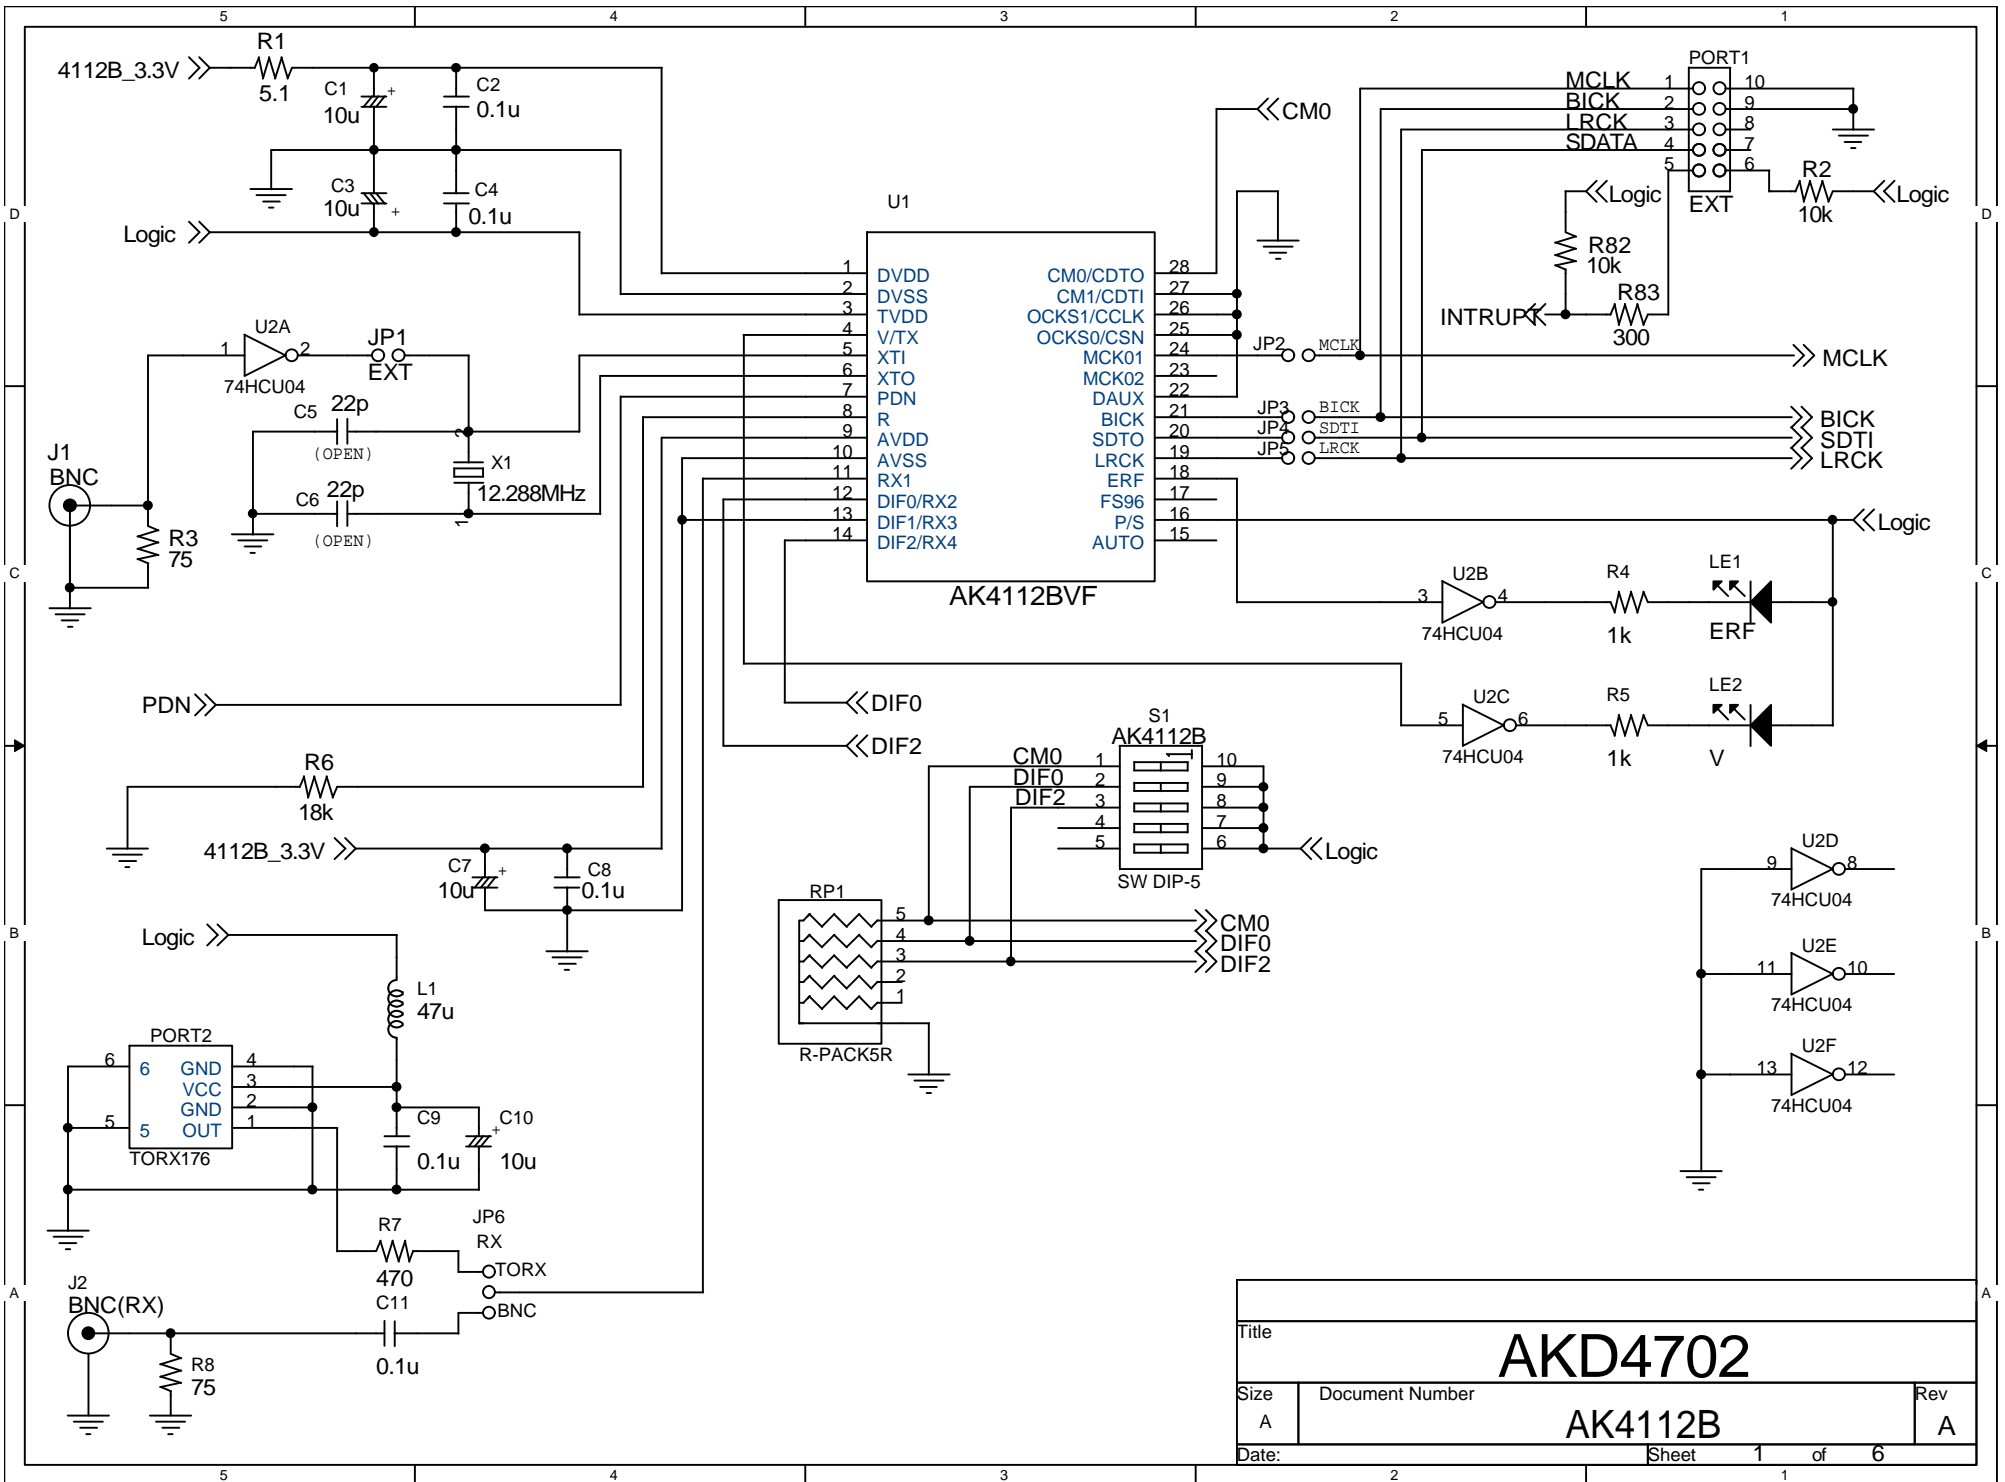 5 4 3 2 1
4112B_3.3V
R1
5.1
C1
10u
+
C2
0.1u
C3
10u
+
C4
0.1u
Logic
D
D
CM0
PORT1
MCLK 1 10
BICK 2 9
LRCK 3 8
SDATA 4 7
5 6
EXT
R2
10k
Logic
Logic
R82
10k
R83
300
INTRUPT
U1
1 DVDD CM0/CDTO 28
2 DVSS CM1/CDTI 27
3 TVDD OCKS1/CCLK 26
4 V/TX OCKS0/CSN 25
5 XTI MCK01 24
6 XTO MCK02 23
7 PDN DAUX 22
8 R BICK 21
9 AVDD SDTO 20
10 AVSS LRCK 19
11 RX1 ERF 18
12 DIF0/RX2 FS96 17
13 DIF1/RX3 P/S 16
14 DIF2/RX4 AUTO 15
AK4112BVF
JP2 MCLK
MCLK
JP3 BICK
BICK
JP4 SDTI
SDTI
JP5 LRCK
LRCK
Logic
U2A
1 2
74HCU04
JP1
EXT
C5 22p
(OPEN)
C6 22p
(OPEN)
2
X1
12.288MHz
1
J1
BNC
R3
75
C
C
U2B
3 4
74HCU04
R4
1k
LE1
ERF
U2C
5 6
74HCU04
R5
1k
LE2
V
PDN
DIF0
DIF2
R6
18k
S1
AK4112B
1
CM0 1 10
DIF0 2 9
DIF2 3 8
4 7
5 6
SW DIP-5
Logic
4112B_3.3V
C7
10u
+
C8
0.1u
RP1
5
4
3
2
1
R-PACK5R
CM0
DIF0
DIF2
U2D
9 8
74HCU04
U2E
11 10
74HCU04
U2F
13 12
74HCU04
B
B
Logic
L1
47u
PORT2
6 6 GND 4
VCC 3
GND 2
5 5 OUT 1
TORX176
C9
0.1u
C10
+
10u
R7
470
JP6
RX
TORX
BNC
J2
BNC(RX)
C11
0.1u
R8
75
A
A
Title
AKD4702
Size
A
Document Number
AK4112B
Rev
A
Date:
Sheet 1 of 6
5 4 3 2 1